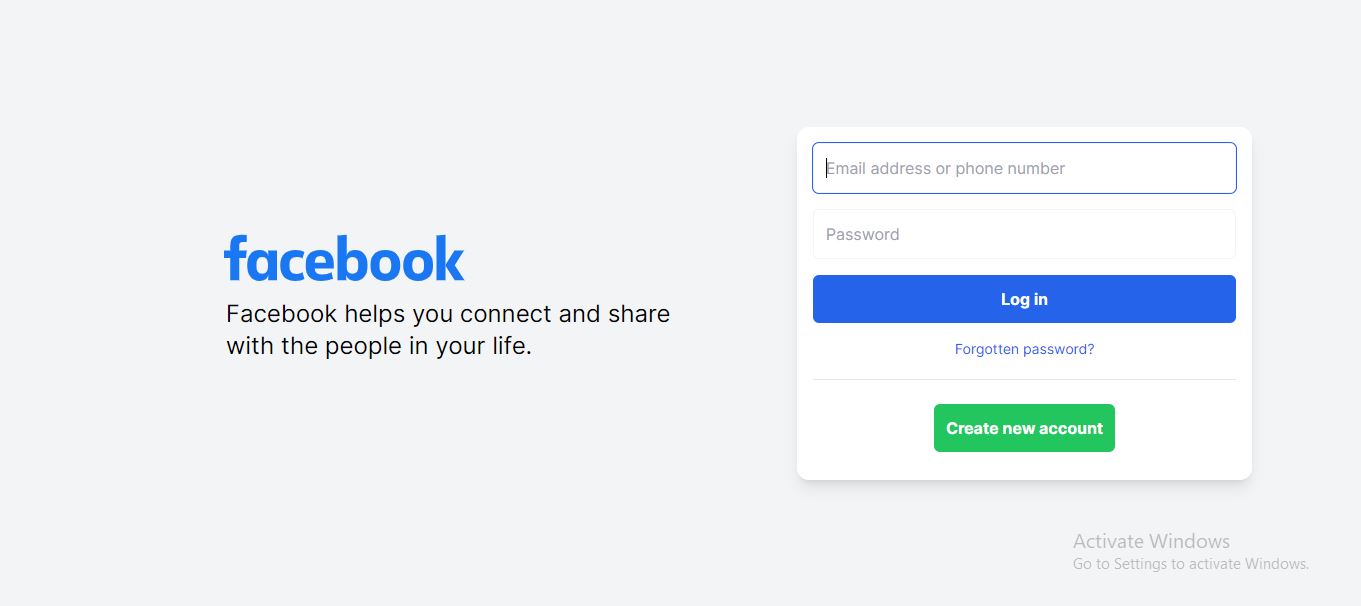 facebook
Facebook helps you connect and share
with the people in your life.
Email address or phone number
Password
Log in
Forgotten password?
Create new account
Activate Windows
Go to Settings to activate Windows.